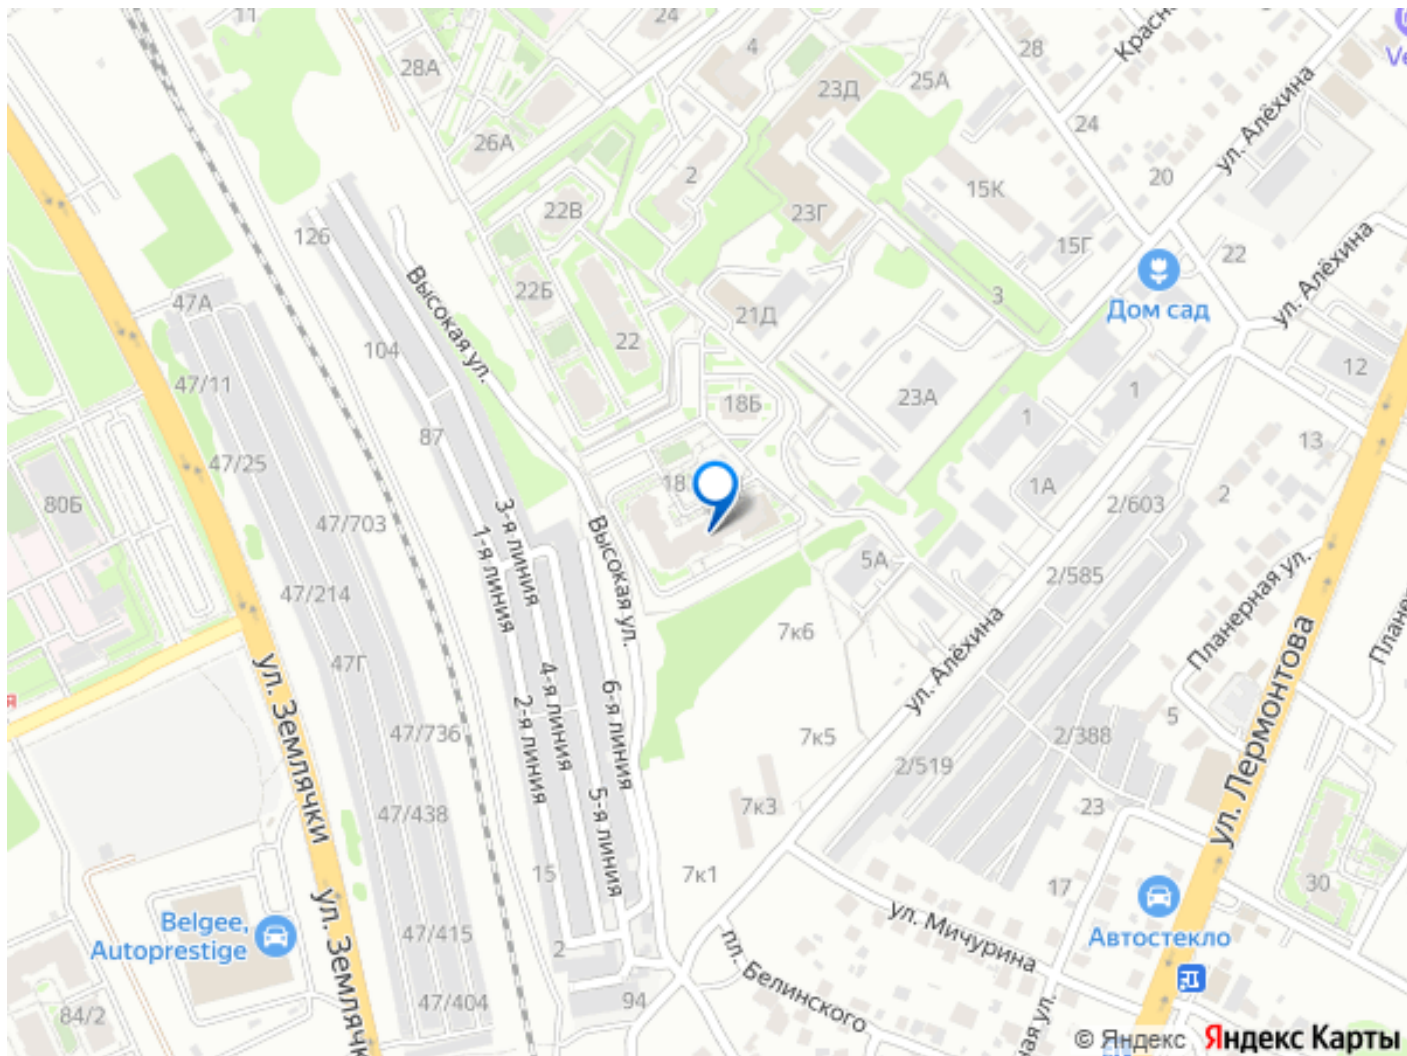 11
24
28А
4
28
Красн
Ve
23Д
25А
24
ул. Алёхина
26А
2
15К
20
22В
23Г
126
15Г
22
ул. Алёхина
Высокая ул.
22Б
3
Дом сад
47А
21Д
104
22
12
47/11
18Б
23А
1
1
87
13
47/25
80Б
18
1А
2/603
2
47/703
3-я линия
1-я линия
Высокая ул.
5А
2/585
47/214
Планерная ул.
7к6
ул. Алёхина
Планерн
47Г
ул. Землячки
4-я линия
2-я линия
6-я линия
я
47/736
7к5
5
2/388
2/519
ул. Лермонтова
47/438
5-я линия
7к3
23
15
7к1
17
30
ул. Землячки
ул. Мичурина
Belgee,
Autoprestige
47/415
2
пл. Белинского
Автостекло
47/404
94
84/2
ная ул.
© Яндекс Яндекс Карты